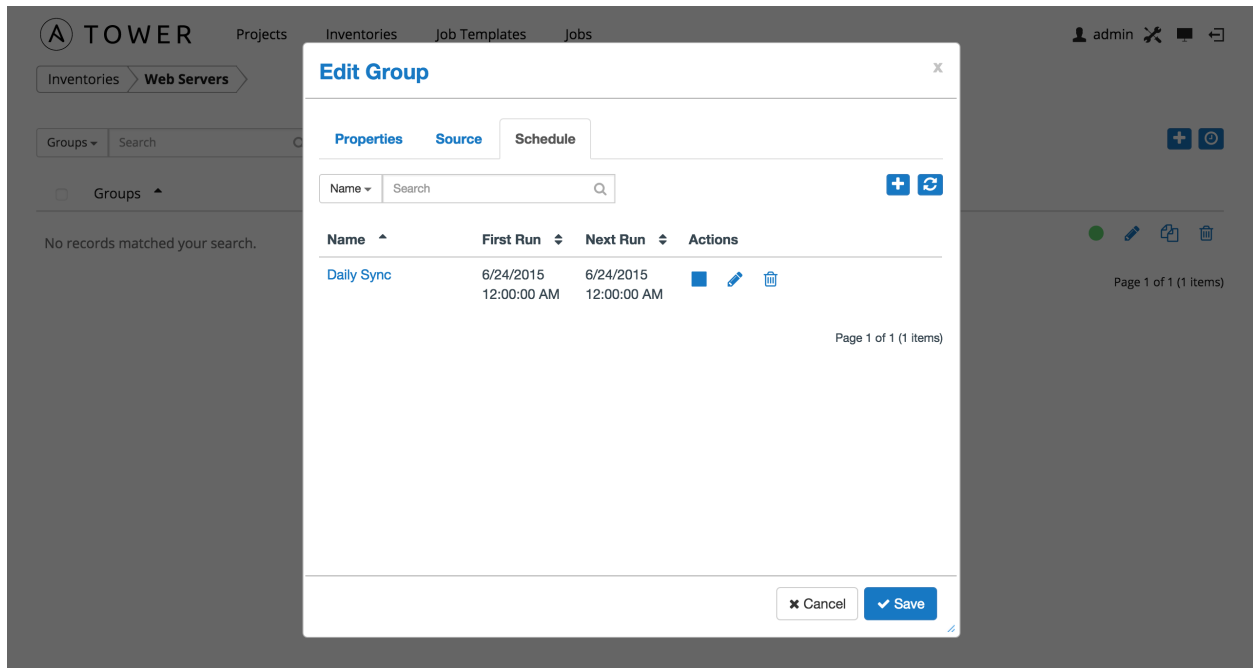 TOWER Projects Inventories Job Templates Jobs admin
Inventories Web Servers
Groups Search
Groups
No records matched your search.
Page 1 of 1 (1 items)
Edit Group x
Properties Source Schedule
Name Search
Name First Run Next Run Actions
Daily Sync 6/24/2015 6/24/2015
12:00:00 AM 12:00:00 AM
Page 1 of 1 (1 items)
Cancel Save